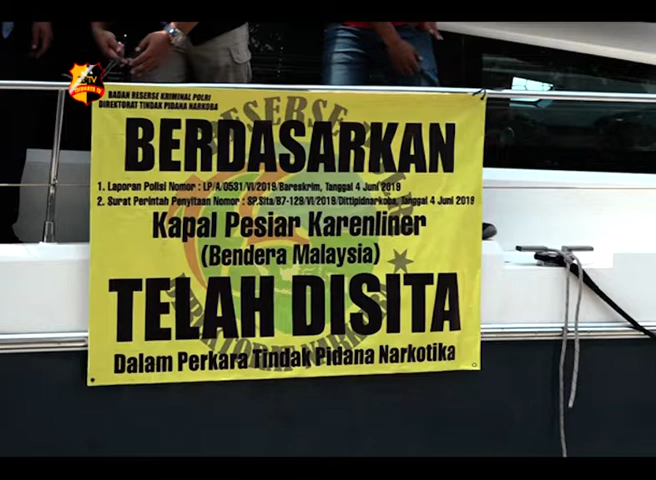 BADAN RESERSE KRIMINAL POLRI
DIREKTORAT TINDAK PIDANA NARKOBA
BERDASARKAN
1. Laporan Polisi Nomor : LP/A/0531/VI/2019/Bareskrim, Tanggal 4 Juni 2019
2. Surat Perintah Penyitaan Nomor : SP.Sita/87-129/VI/2019/Dittipidnarkoba, Tanggal 4 Juni 2019
Kapal Pesiar Karenliner
(Bendera Malaysia)
TELAH DISITA
Dalam Perkara Tindak Pidana Narkotika